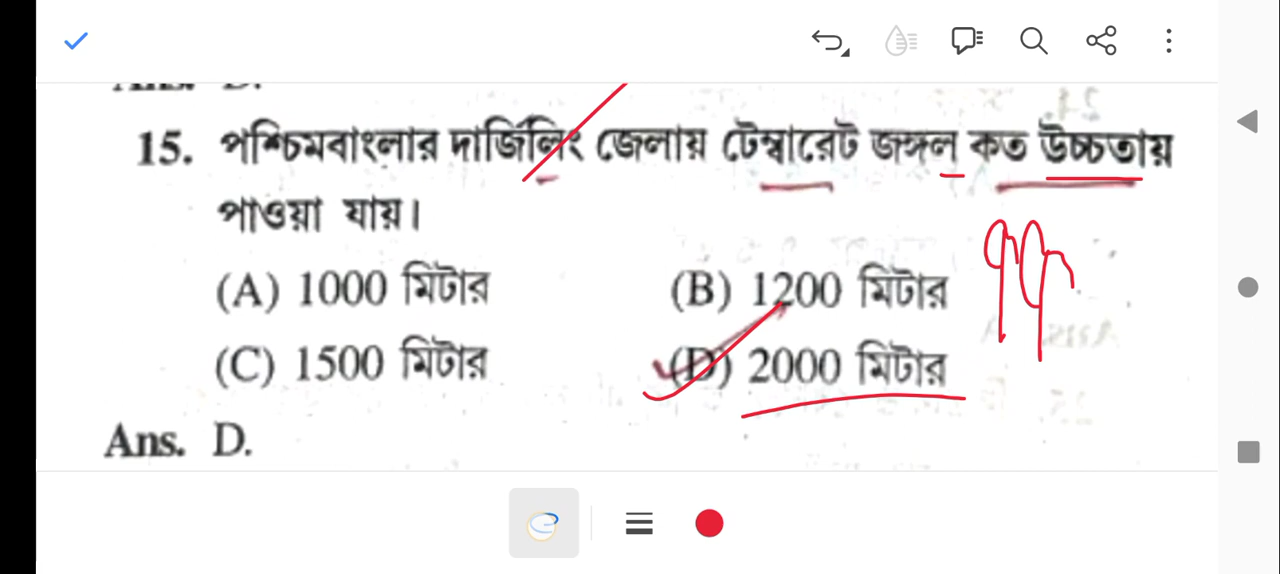 15. পশ্চিমবাংলার দার্জিলিং জেলায় টেম্বারেট জঙ্গল কত উচ্চতায়
পাওয়া যায়।
(A) 1000 মিটার (B) 1200 মিটার
(C) 1500 মিটার (D) 2000 মিটার
Ans. D.